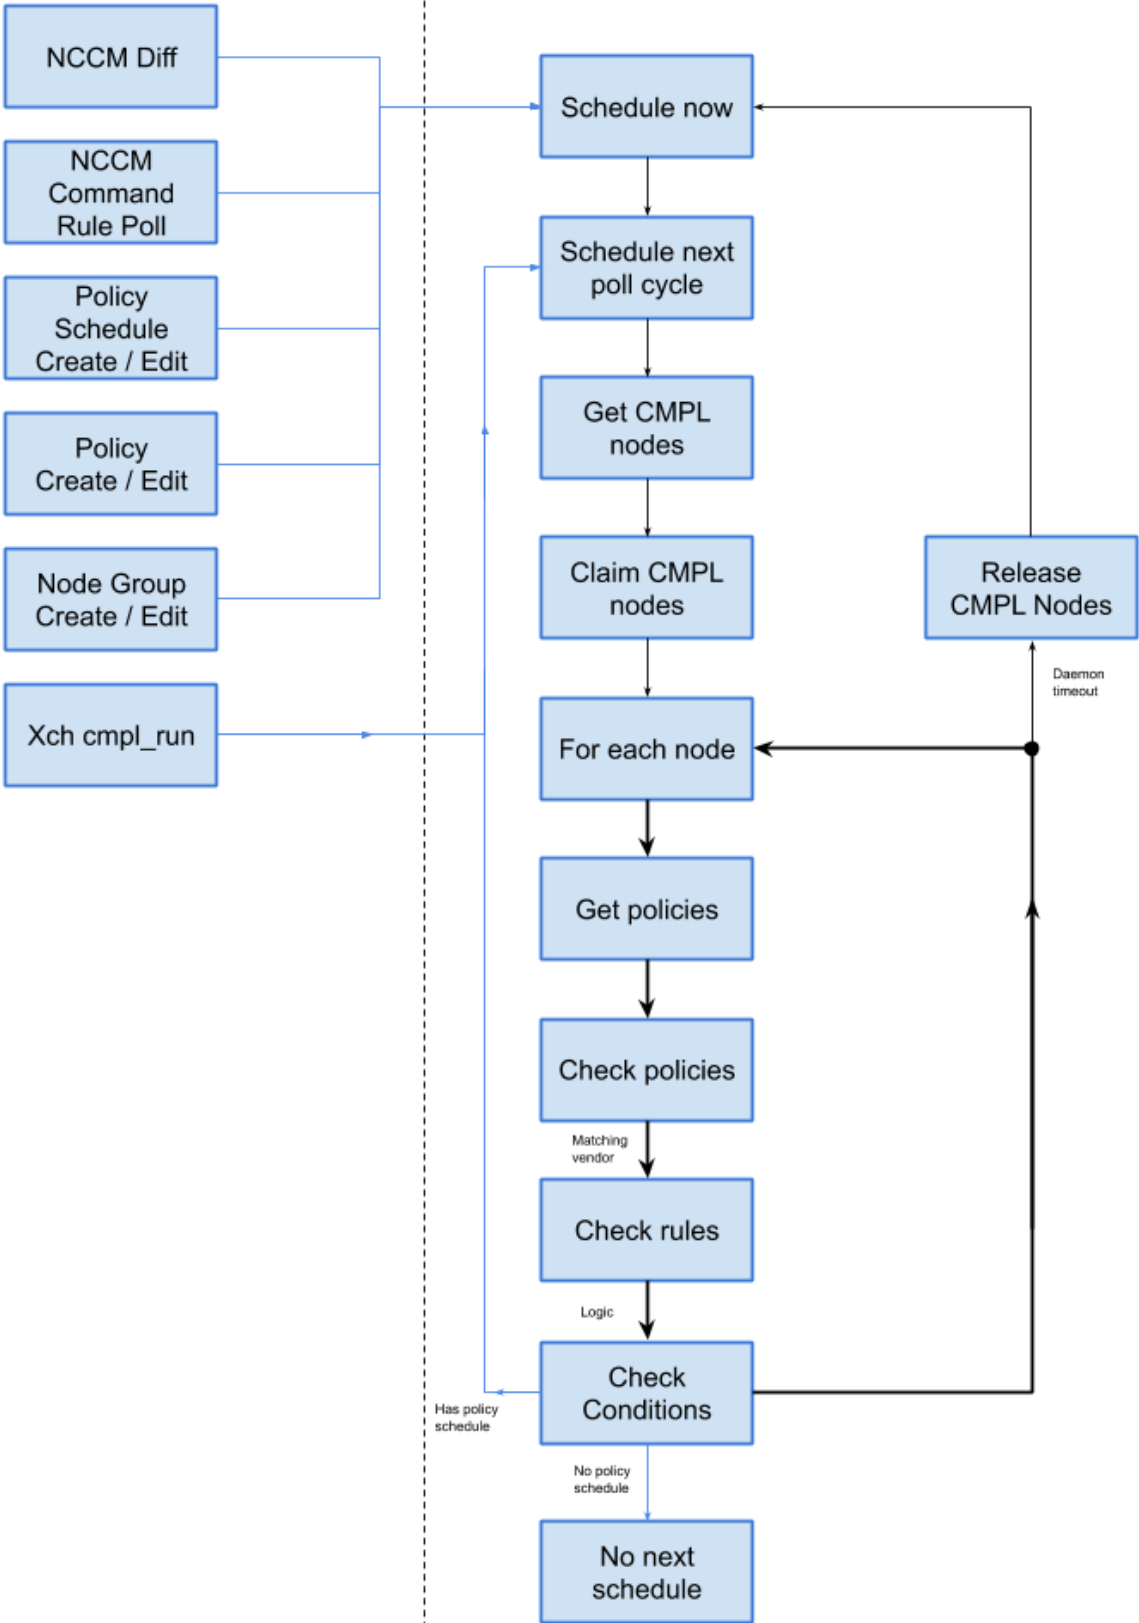 NCCM Diff
NCCM
Command
Rule Poll
Policy
Schedule
Create / Edit
Policy
Create / Edit
Node Group
Create / Edit
Xch cmpl_run
Schedule now
Schedule next
poll cycle
Get CMPL
nodes
Claim CMPL
nodes
Release
CMPL Nodes
Daemon
timeout
For each node
Get policies
Check policies
Matching
vendor
Check rules
Logic
Check
Conditions
Has policy
schedule
No policy
schedule
No next
schedule